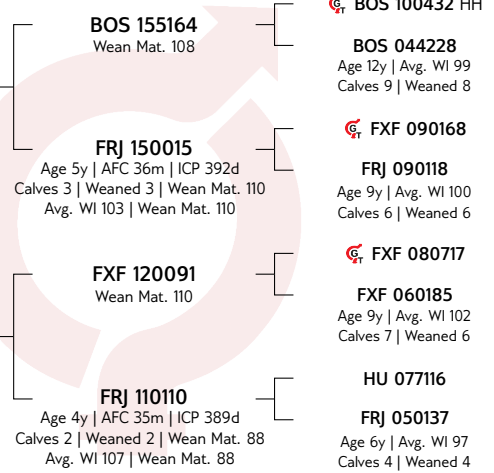 BOS 155164
Wean Mat. 108
FRJ 150015
Age 5y | AFC 36m | ICP 392d
Calves 3 | Weaned 3 | Wean Mat. 110
Avg. WI 103 | Wean Mat. 110
FXF 120091
Wean Mat. 110
FRJ 110110
Age 4y | AFC 35m | ICP 389d
Calves 2 | Weaned 2 | Wean Mat. 88
Avg. WI 107 | Wean Mat. 88
GT BOS 100432 HH
BOS 044228
Age 12y | Avg. WI 99
Calves 9 | Weaned 8
GT FXF 090168
FRJ 090118
Age 9y | Avg. WI 100
Calves 6 | Weaned 6
GT FXF 080717
FXF 060185
Age 9y | Avg. WI 102
Calves 7 | Weaned 6
HU 077116
FRJ 050137
Age 6y | Avg. WI 97
Calves 4 | Weaned 4